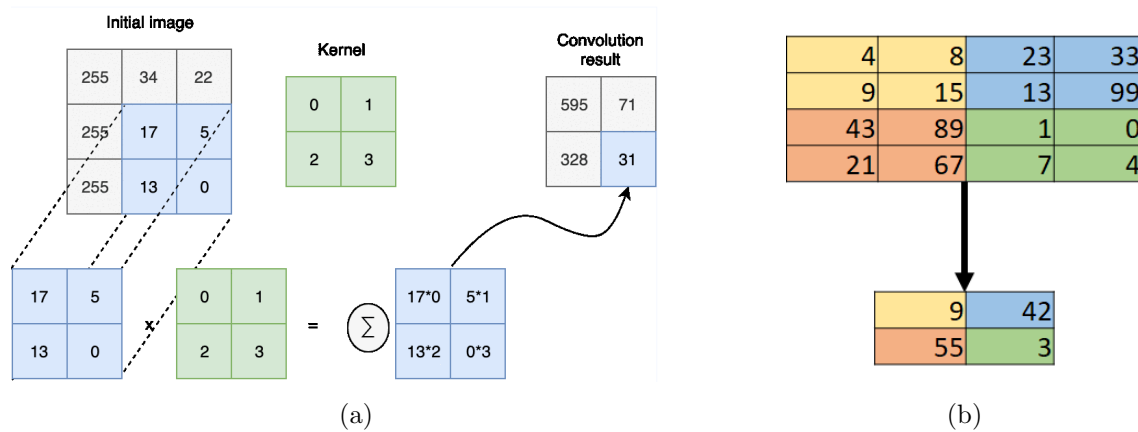 Initial image
Kernel
Convolution
result
255 34 22
255 17 5
255 13 0
0 1
2 3
595 71
328 31
17 5
13 0
x
0 1
2 3
=
∑
17*0 5*1
13*2 0*3
(a)
4 8 23 33
9 15 13 99
43 89 1 0
21 67 7 4
9 42
55 3
(b)